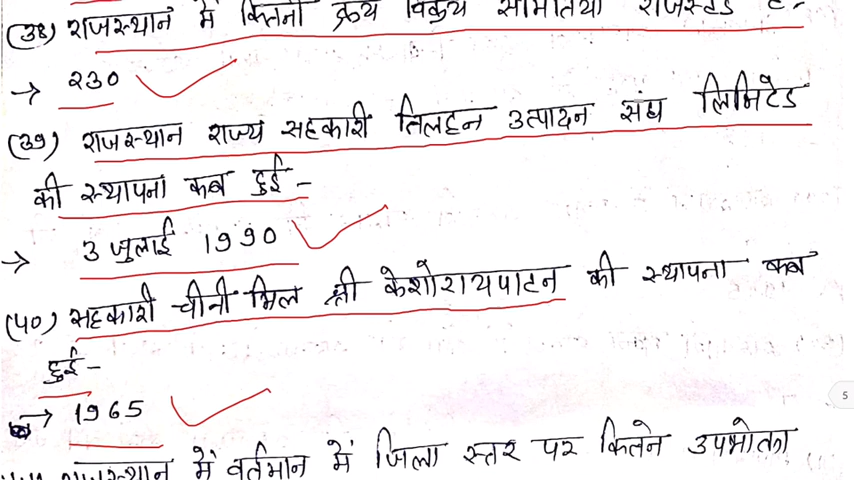 (38) राजस्थान में कितनी क्रय विक्रय समितियां रजिस्टर्ड है-
→ 230
(39) राजस्थान राज्य सहकारी तिलहन उत्पादन संघ लिमिटेड
की स्थापना कब हुई-
→ 3 जुलाई 1990
(40) सहकारी चीनी मिल श्री केशोरायपाटन की स्थापना कब
हुई-
→ 1965
राजस्थान में वर्तमान में जिला स्तर पर कितने उपभोक्ता
5